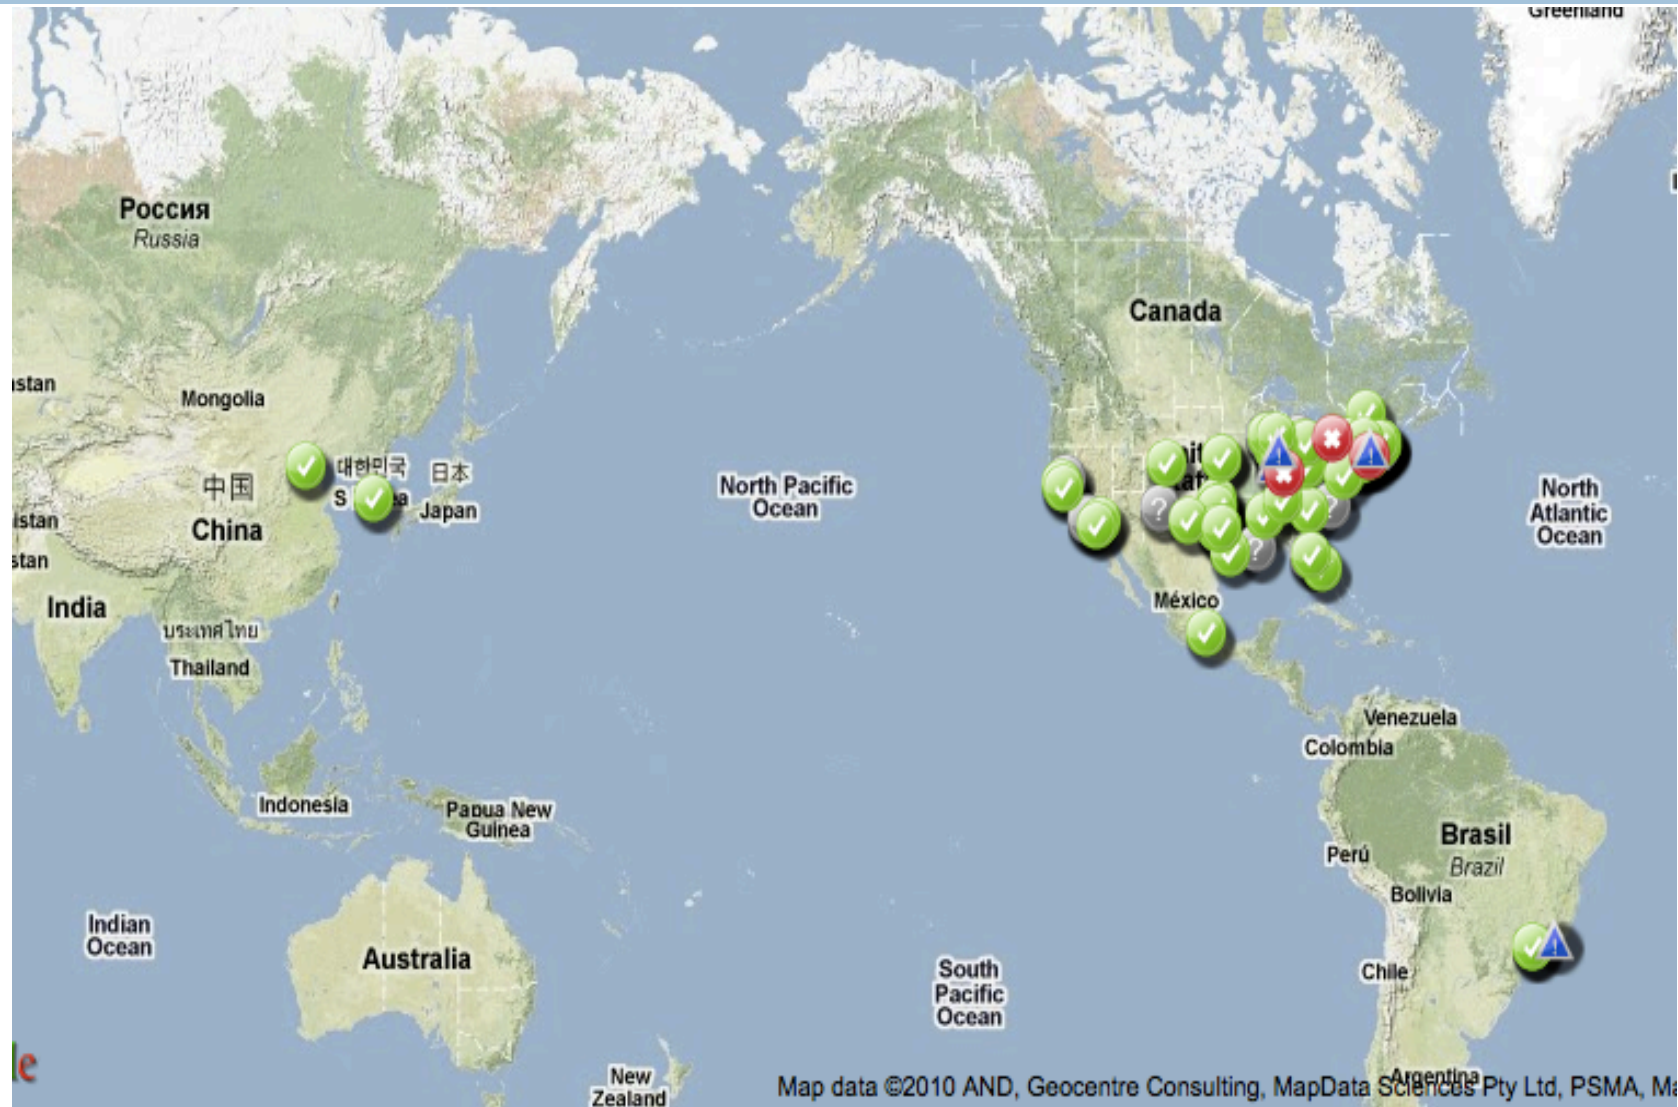 Greenland
Россия
Russia
Canada
Mongolia
대한민국
日本
中国
Japan
China
North Pacific
Ocean
North
Atlantic
Ocean
India
México
ประเทศไทย
Thailand
Venezuela
Colombia
Indonesia
Papua New
Guinea
Brasil
Brazil
Perú
Bolivia
Indian
Ocean
Australia
Chile
South
Pacific
Ocean
New
Zealand
Argentina
Map data ©2010 AND, Geocentre Consulting, MapData Sciences Pty Ltd, PSMA,